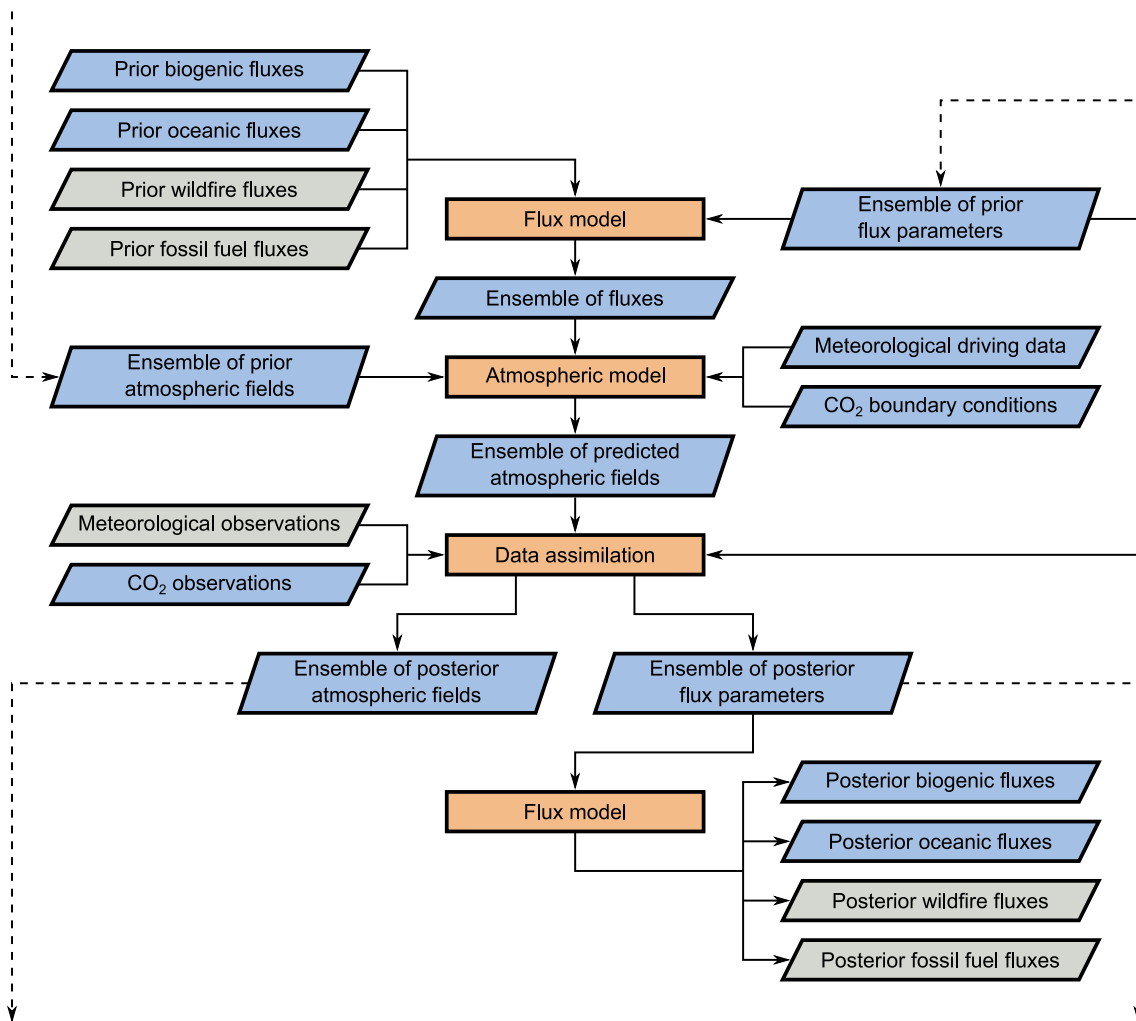 Prior biogenic fluxes
Prior oceanic fluxes
Prior wildfire fluxes
Prior fossil fuel fluxes
Flux model
Ensemble of prior
flux parameters
Ensemble of fluxes
Ensemble of prior
atmospheric fields
Atmospheric model
Meteorological driving data
CO₂ boundary conditions
Ensemble of predicted
atmospheric fields
Meteorological observations
CO₂ observations
Data assimilation
Ensemble of posterior
atmospheric fields
Ensemble of posterior
flux parameters
Flux model
Posterior biogenic fluxes
Posterior oceanic fluxes
Posterior wildfire fluxes
Posterior fossil fuel fluxes